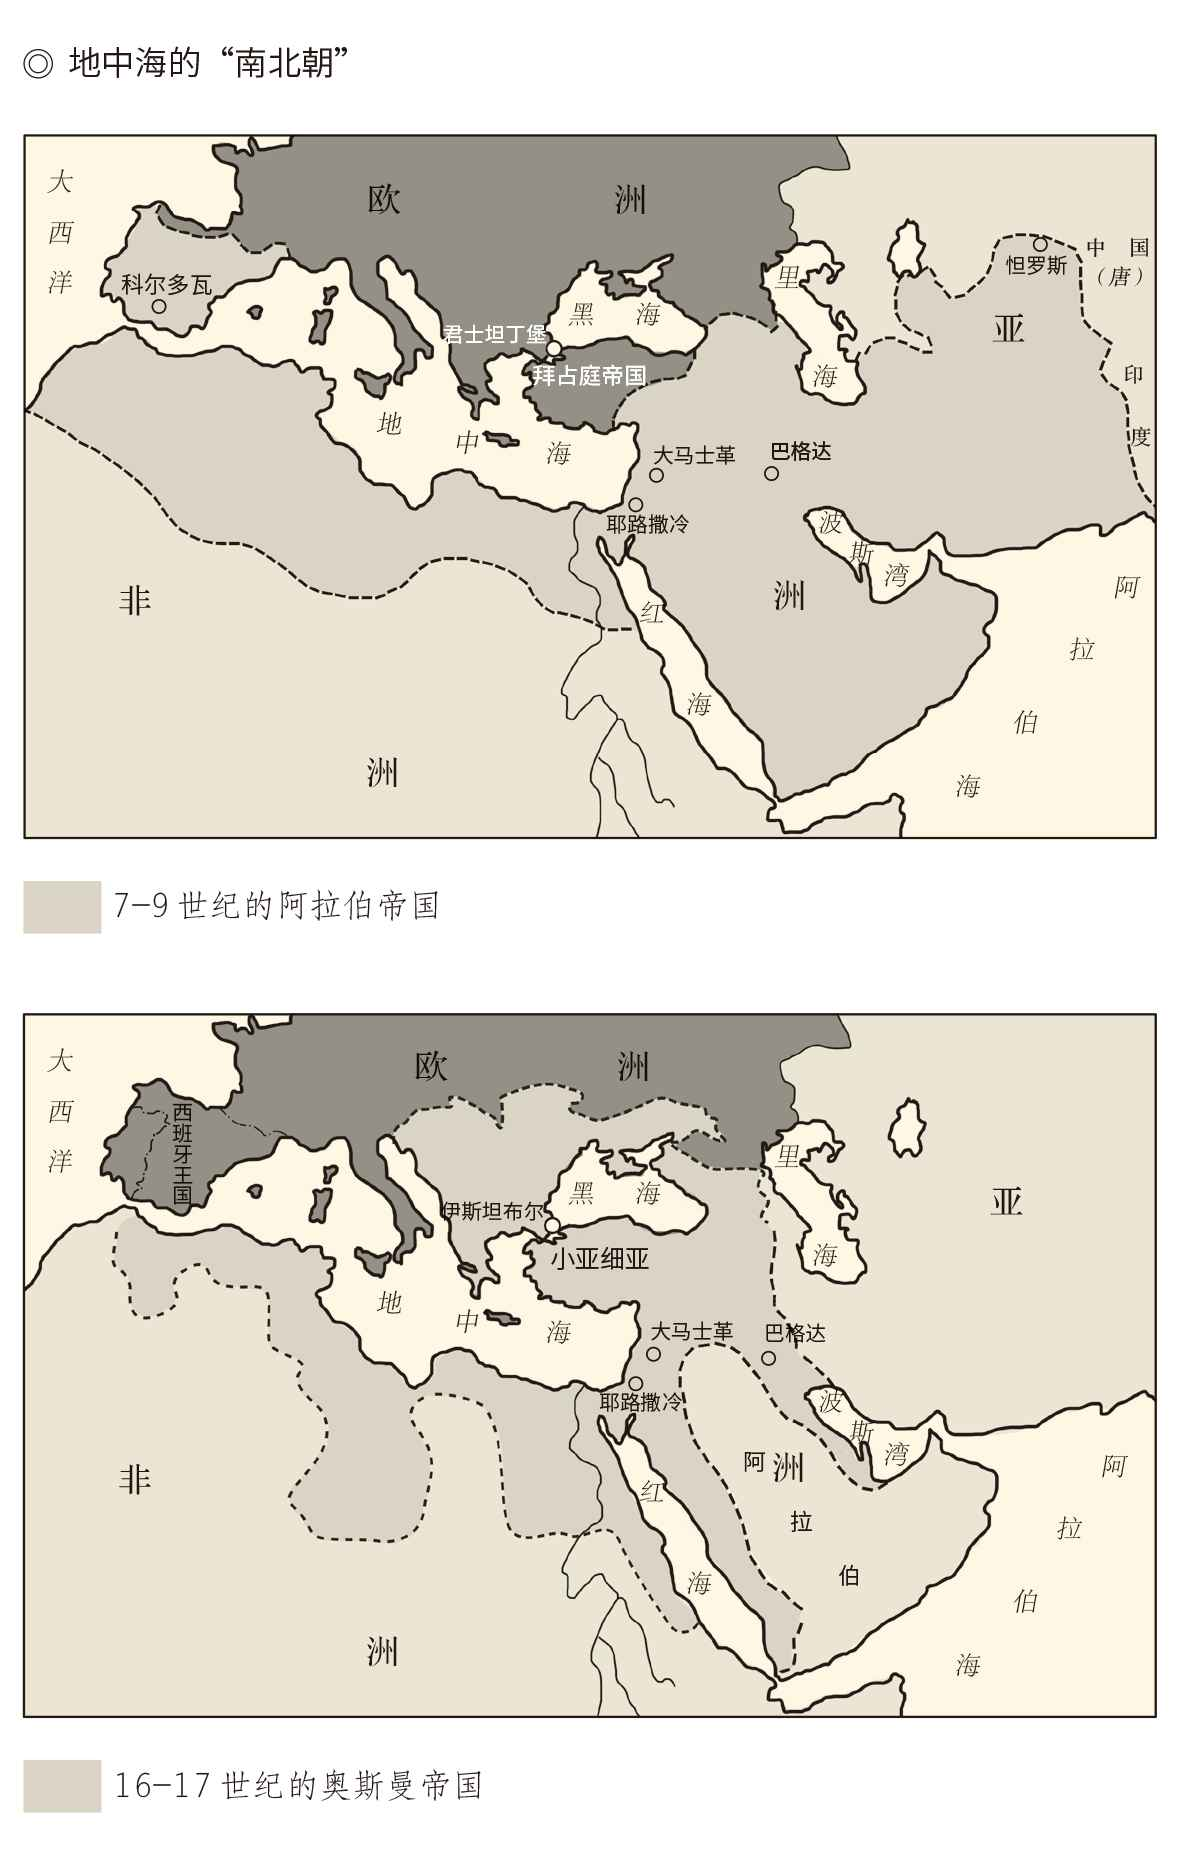 ◎ 地中海的“南北朝”
大西洋
欧洲
科尔多瓦
君士坦丁堡
拜占庭帝国
黑海
里海
怛罗斯
中国
（唐）
亚洲
印度
地中海
大马士革
巴格达
耶路撒冷
波斯湾
红海
非洲
阿拉伯海
7-9 世纪的阿拉伯帝国
大西洋
欧洲
西班牙王国
伊斯坦布尔
小亚细亚
黑海
里海
亚洲
地中海
大马士革
巴格达
耶路撒冷
波斯湾
阿拉伯
红海
非洲
阿拉伯海
16-17 世纪的奥斯曼帝国